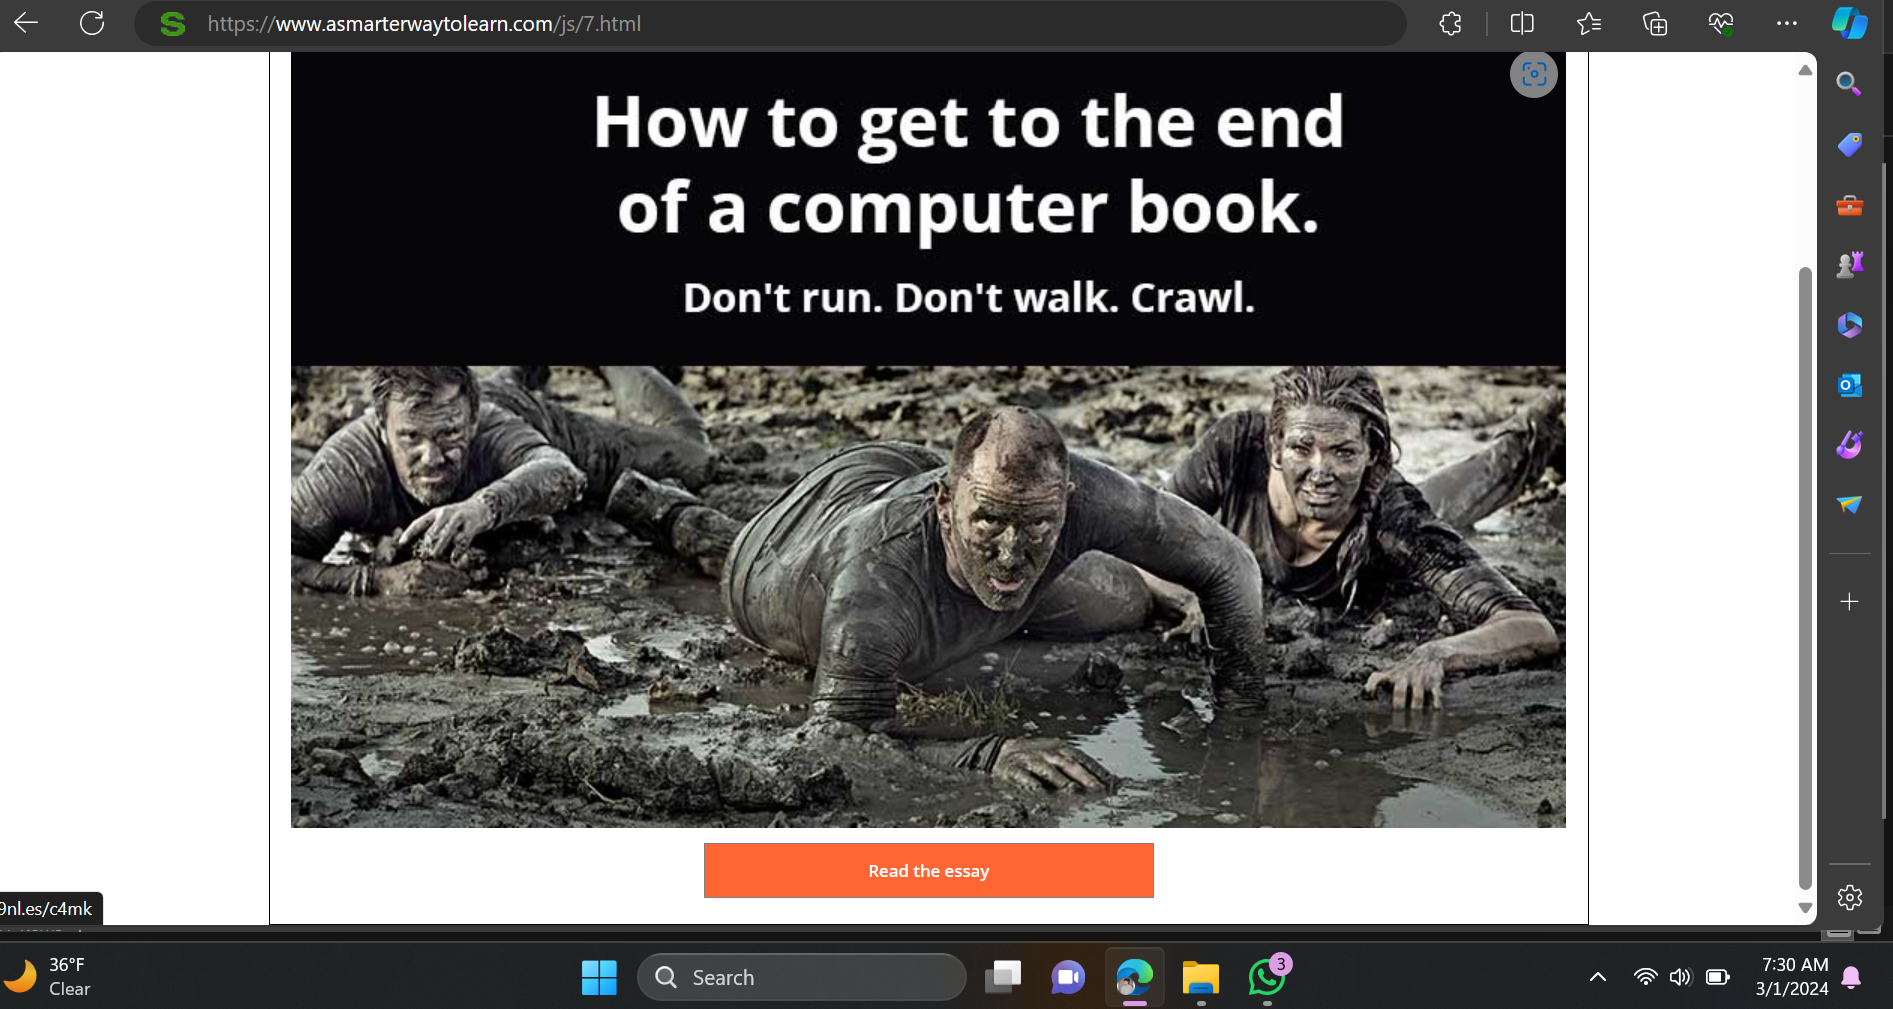 https://www.asmarterwaytolearn.com/js/7.html
How to get to the end
of a computer book.
Don't run. Don't walk. Crawl.
Read the essay
9nl.es/c4mk
36°F
Clear
Search
3
7:30 AM
3/1/2024